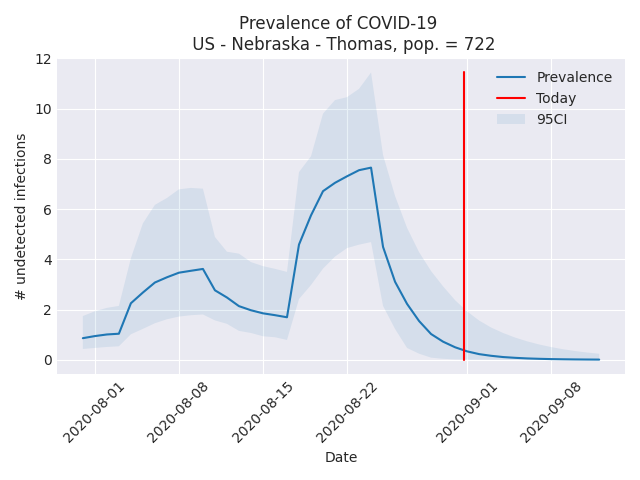 Prevalence of COVID-19
US - Nebraska - Thomas, pop. = 722
# undetected infections
12
10
8
6
4
2
0
Prevalence
Today
95CI
2020-08-01
2020-08-08
2020-08-15
2020-08-22
2020-09-01
2020-09-08
Date